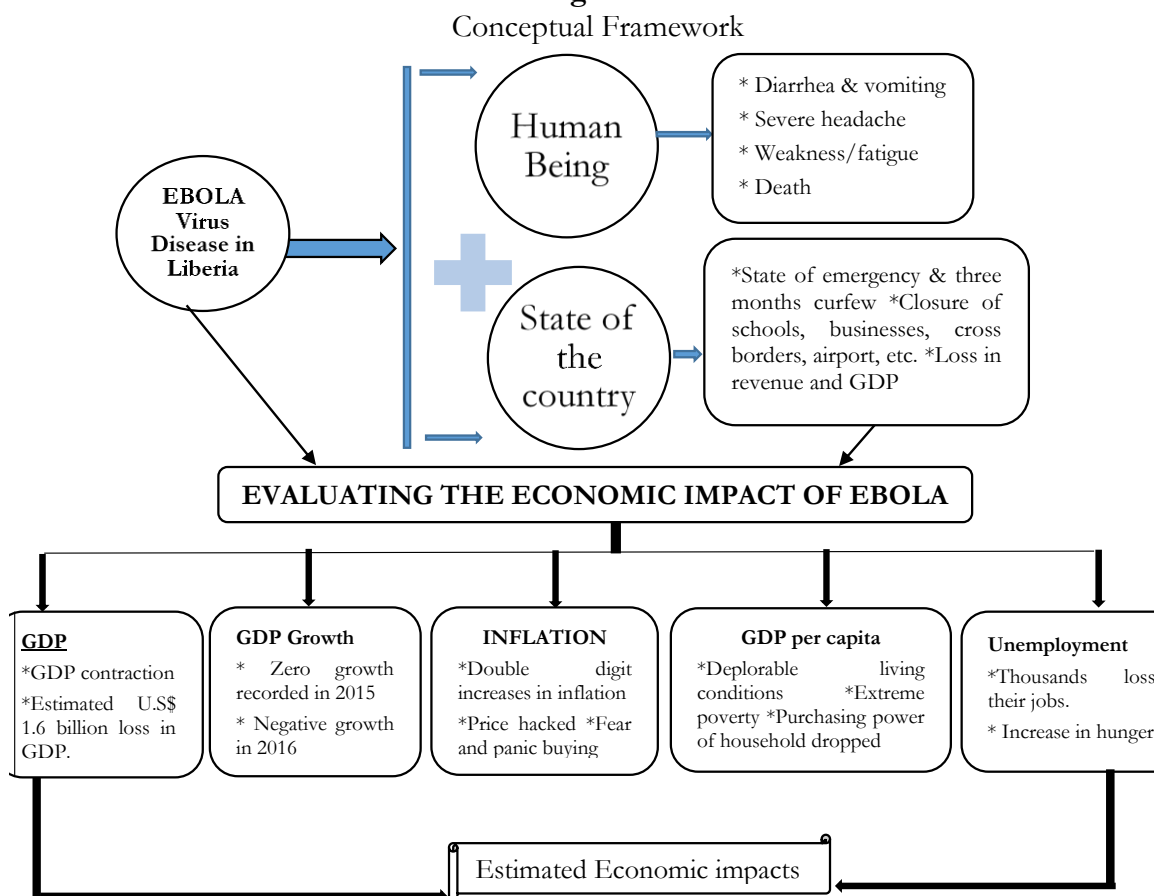 Conceptual Framework
EBOLA
Virus
Disease in
Liberia
Human
Being
* Diarrhea & vomiting
* Severe headache
* Weakness/fatigue
* Death
State of
the
country
*State of emergency & three
months curfew *Closure of
schools, businesses, cross
borders, airport, etc. *Loss in
revenue and GDP
EVALUATING THE ECONOMIC IMPACT OF EBOLA
GDP
*GDP contraction
*Estimated U.S$
1.6 billion loss in
GDP.
GDP Growth
* Zero growth
recorded in 2015
* Negative growth
in 2016
INFLATION
*Double digit
increases in inflation
*Price hacked *Fear
and panic buying
GDP per capita
*Deplorable living
conditions *Extreme
poverty *Purchasing power
of household dropped
Unemployment
*Thousands loss
their jobs.
* Increase in hunger
Estimated Economic impacts